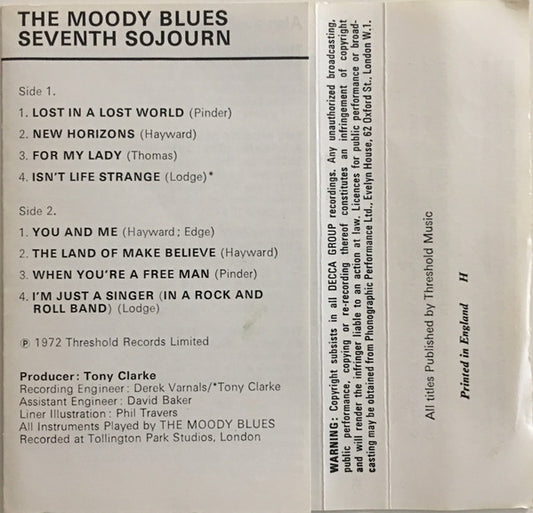 THE MOODY BLUES
SEVENTH SOJOURN
Side 1.
1. LOST IN A LOST WORLD (Pinder)
2. NEW HORIZONS (Hayward)
3. FOR MY LADY (Thomas)
4. ISN'T LIFE STRANGE (Lodge)*
Side 2.
1. YOU AND ME (Hayward; Edge)
2. THE LAND OF MAKE BELIEVE (Hayward)
3. WHEN YOU'RE A FREE MAN (Pinder)
4. I'M JUST A SINGER (IN A ROCK AND
ROLL BAND) (Lodge)
℗ 1972 Threshold Records Limited
Producer: Tony Clarke
Recording Engineer: Derek Varnals/*Tony Clarke
Assistant Engineer: David Baker
Liner Illustration: Phil Travers
All Instruments Played by THE MOODY BLUES
Recorded at Tollington Park Studios, London
WARNING: Copyright subsists in all DECCA GROUP recordings. Any unauthorized broadcasting,
public performance, copying or re-recording thereof constitutes an infringement of copyright
and will render the infringer liable to an action at law. Licences for public performance or broad-
casting may be obtained from Phonographic Performance Ltd., Evelyn House, 62 Oxford St., London W.1.
All titles Published by Threshold Music
Printed in England H